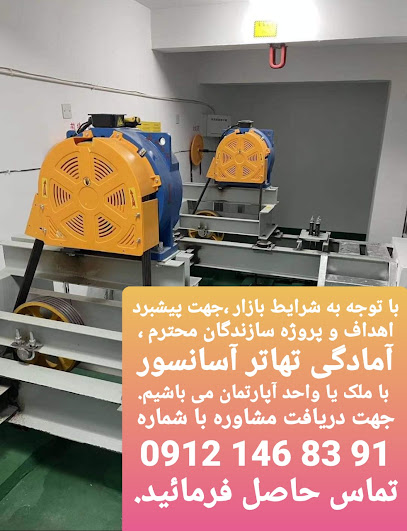 با توجه به شرایط بازار ،جهت پیشبرد
اهداف و پروژه سازندگان محترم ،
آمادگی تهاتر آسانسور
با ملک یا واحد آپارتمان می باشیم.
جهت دریافت مشاوره با شماره
0912 146 83 91
تماس حاصل فرمائید.